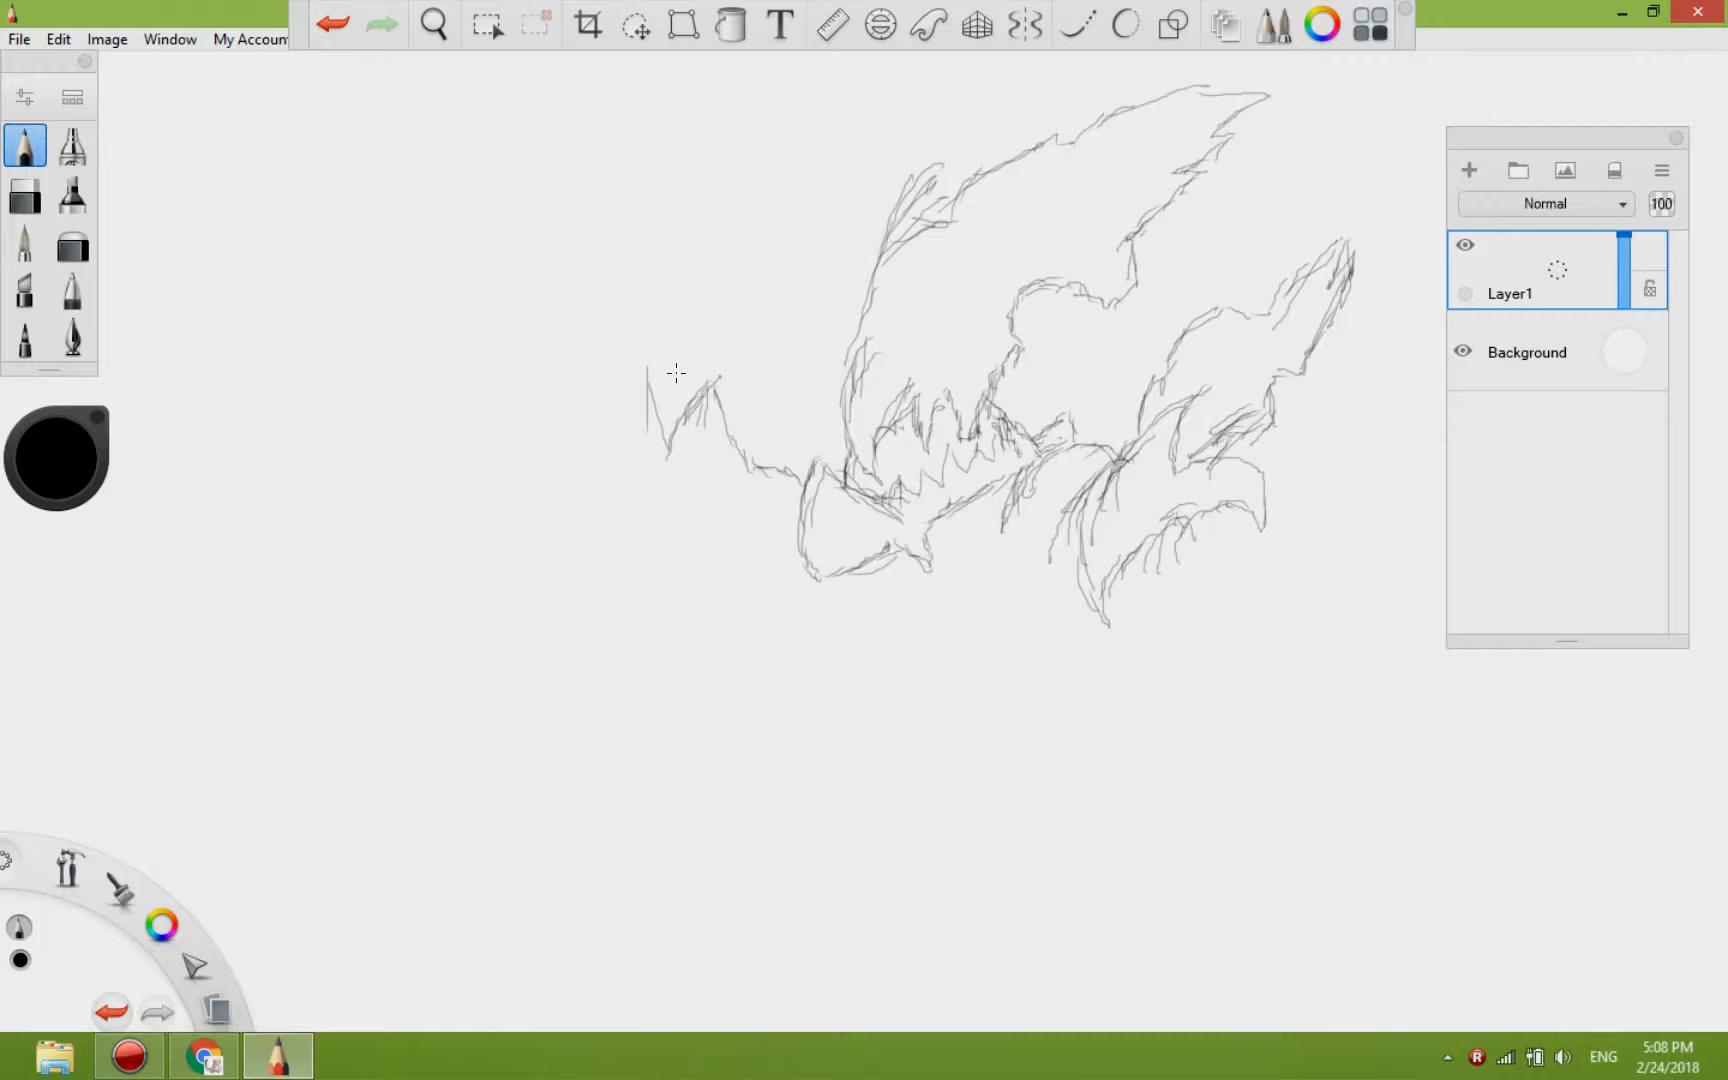 File Edit Image Window My Accoun
T
Normal 100
Layer1
Background
R ENG 5:08 PM
2/24/2018